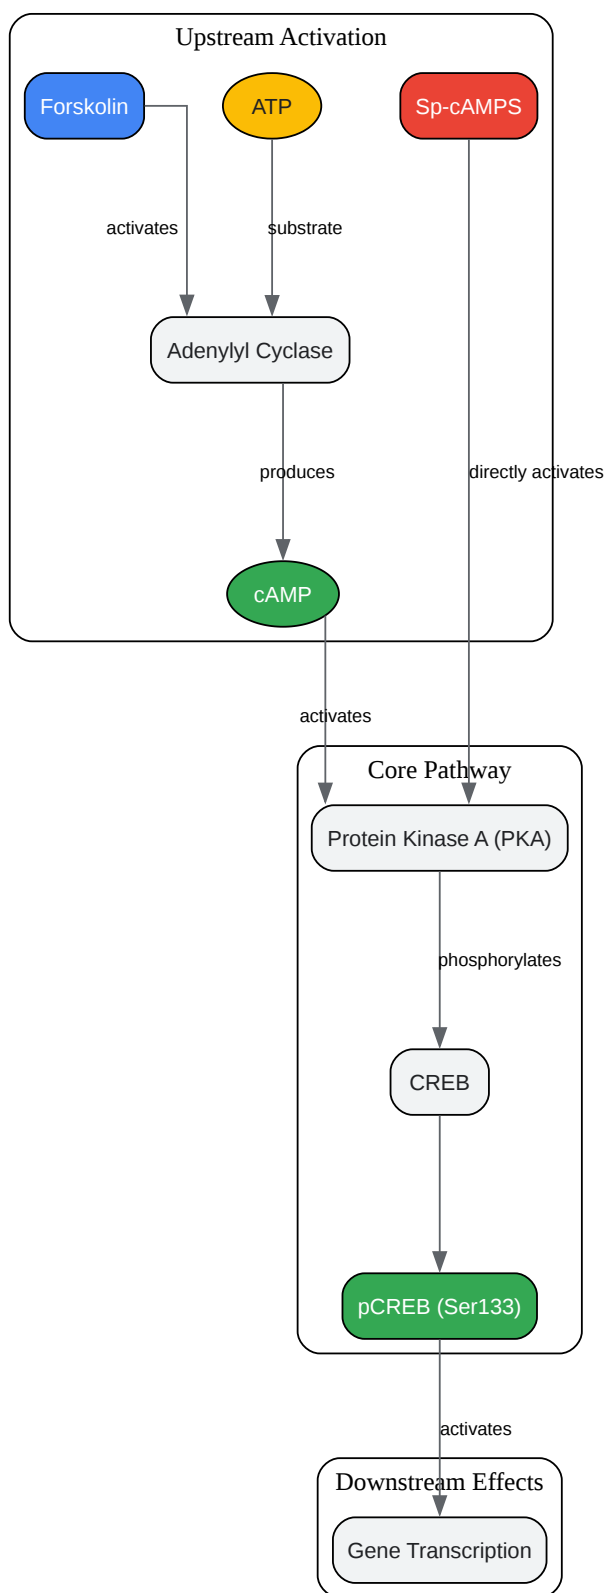 Upstream Activation
Forskolin
ATP
Sp-cAMPS
activates
substrate
Adenylyl Cyclase
produces
directly activates
cAMP
activates
Core Pathway
Protein Kinase A (PKA)
phosphorylates
CREB
pCREB (Ser133)
activates
Downstream Effects
Gene Transcription